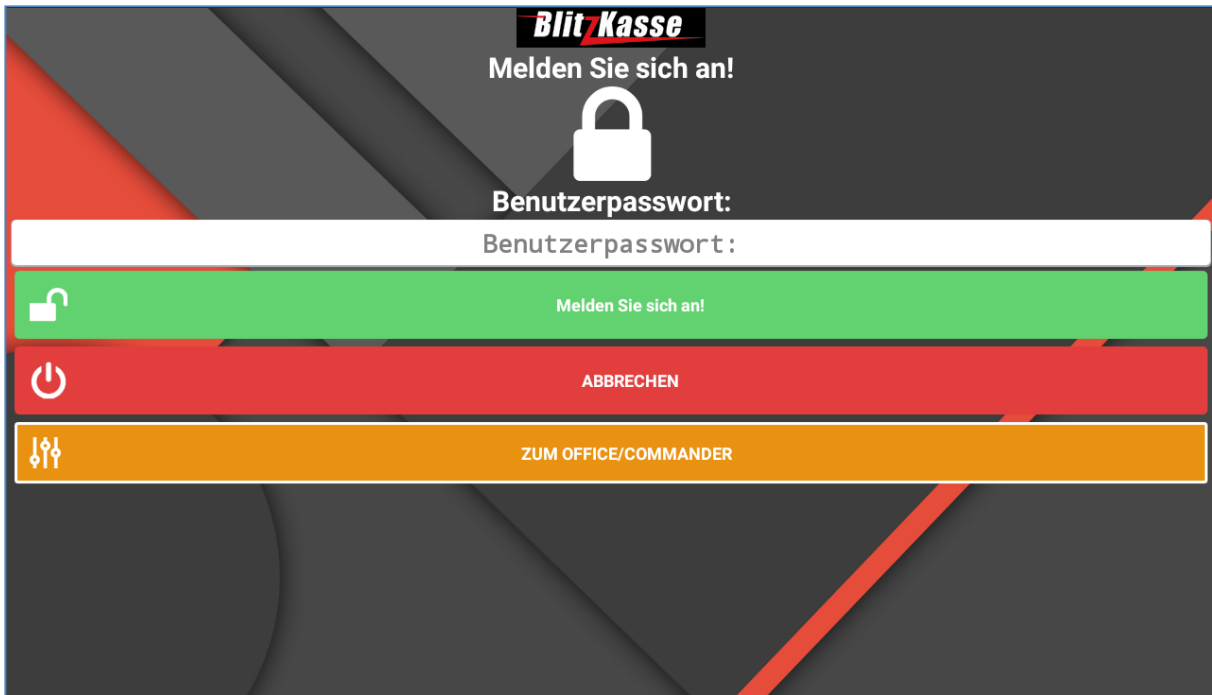 BlitzKasse
Melden Sie sich an!
Benutzerpasswort:
Benutzerpasswort:
Melden Sie sich an!
ABBRECHEN
ZUM OFFICE/COMMANDER